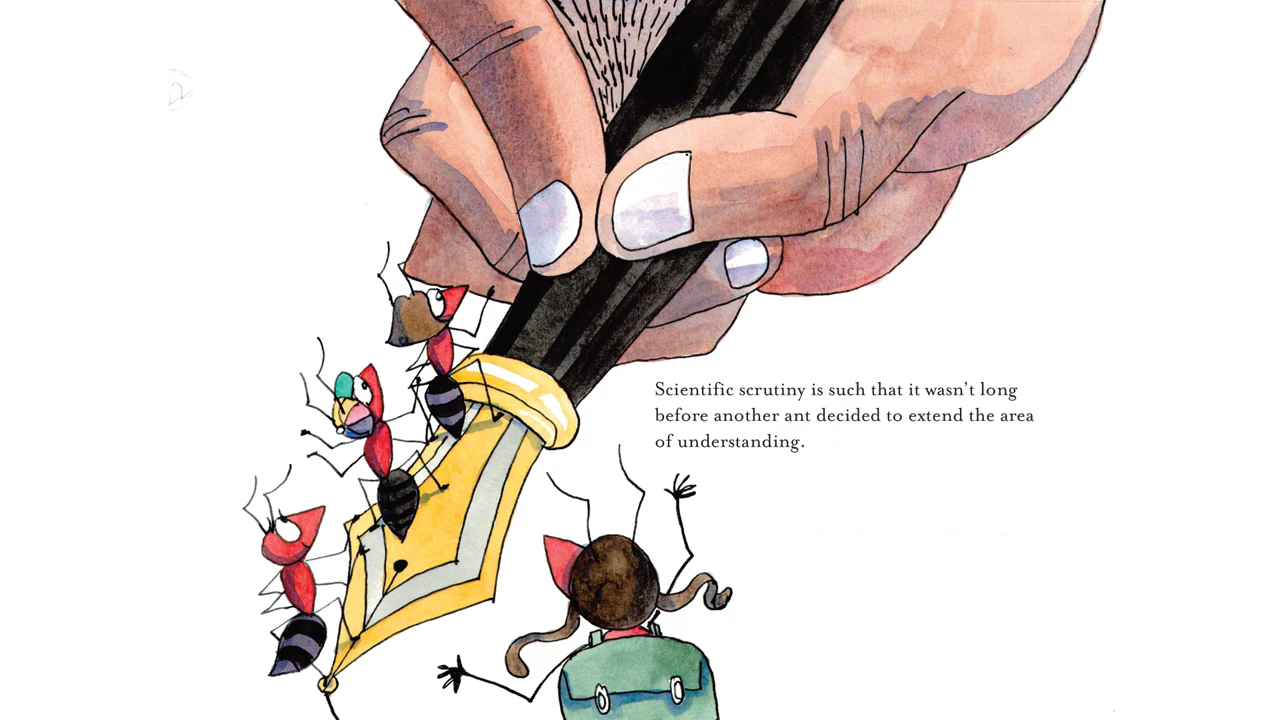 Scientific scrutiny is such that it wasn’t long
before another ant decided to extend the area
of understanding.